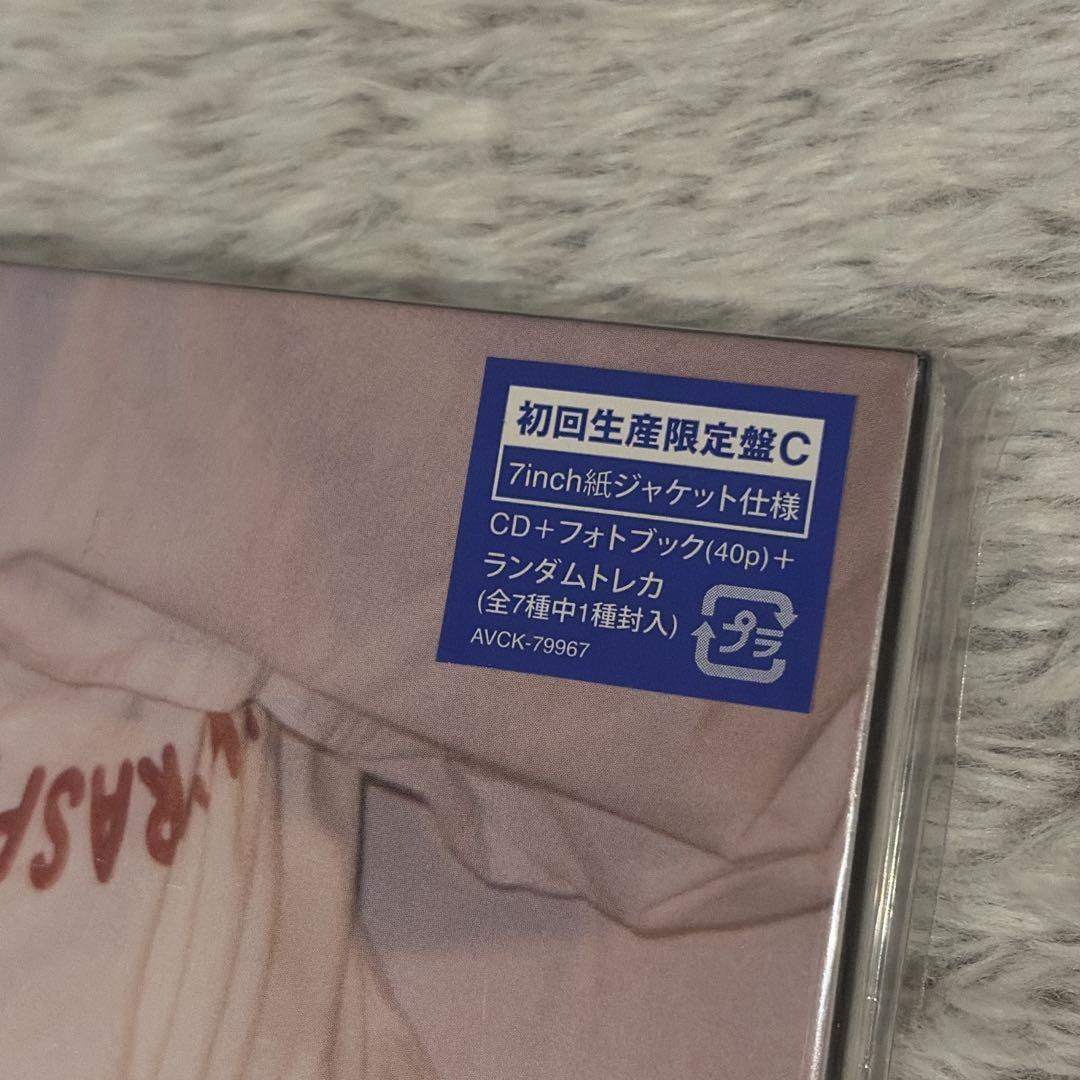 初回生産限定盤C
7inch紙ジャケット仕様
CD+フォトブック(40p)+
ランダムトレカ
(全7種中1種封入)
AVCK-79967
プラ
RASP